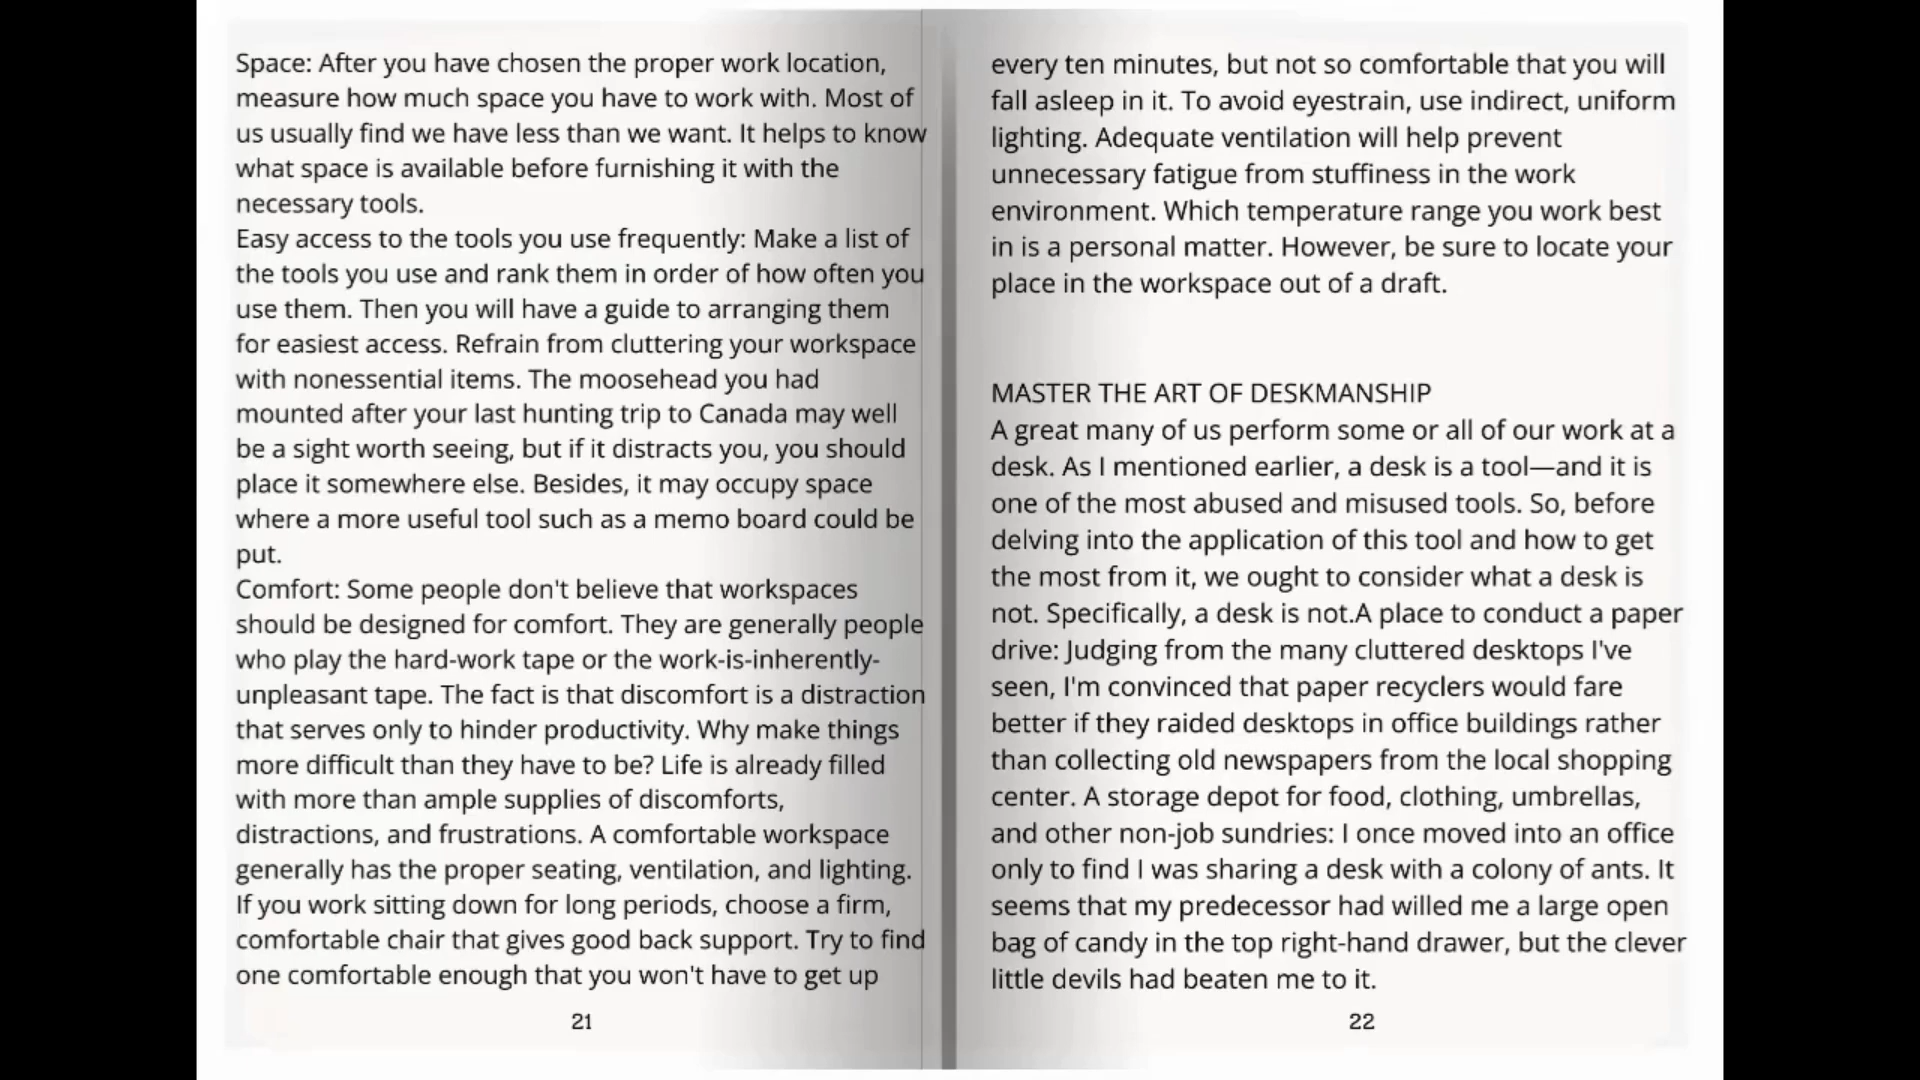 Space: After you have chosen the proper work location,
measure how much space you have to work with. Most of
us usually find we have less than we want. It helps to know
what space is available before furnishing it with the
necessary tools.
Easy access to the tools you use frequently: Make a list of
the tools you use and rank them in order of how often you
use them. Then you will have a guide to arranging them
for easiest access. Refrain from cluttering your workspace
with nonessential items. The moosehead you had
mounted after your last hunting trip to Canada may well
be a sight worth seeing, but if it distracts you, you should
place it somewhere else. Besides, it may occupy space
where a more useful tool such as a memo board could be
put.
Comfort: Some people don't believe that workspaces
should be designed for comfort. They are generally people
who play the hard-work tape or the work-is-inherently-
unpleasant tape. The fact is that discomfort is a distraction
that serves only to hinder productivity. Why make things
more difficult than they have to be? Life is already filled
with more than ample supplies of discomforts,
distractions, and frustrations. A comfortable workspace
generally has the proper seating, ventilation, and lighting.
If you work sitting down for long periods, choose a firm,
comfortable chair that gives good back support. Try to find
one comfortable enough that you won't have to get up
21
every ten minutes, but not so comfortable that you will
fall asleep in it. To avoid eyestrain, use indirect, uniform
lighting. Adequate ventilation will help prevent
unnecessary fatigue from stuffiness in the work
environment. Which temperature range you work best
in is a personal matter. However, be sure to locate your
place in the workspace out of a draft.
MASTER THE ART OF DESKMANSHIP
A great many of us perform some or all of our work at a
desk. As I mentioned earlier, a desk is a tool—and it is
one of the most abused and misused tools. So, before
delving into the application of this tool and how to get
the most from it, we ought to consider what a desk is
not. Specifically, a desk is not.A place to conduct a paper
drive: Judging from the many cluttered desktops I've
seen, I'm convinced that paper recyclers would fare
better if they raided desktops in office buildings rather
than collecting old newspapers from the local shopping
center. A storage depot for food, clothing, umbrellas,
and other non-job sundries: I once moved into an office
only to find I was sharing a desk with a colony of ants. It
seems that my predecessor had willed me a large open
bag of candy in the top right-hand drawer, but the clever
little devils had beaten me to it.
22